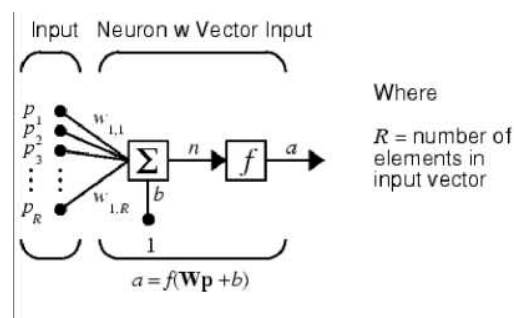 Input Neuron w Vector Input
p1
p2
p3
pR
w1,1
w1,R
Σ
n
f
a
b
1
a = f(Wp + b)
Where
R = number of
elements in
input vector